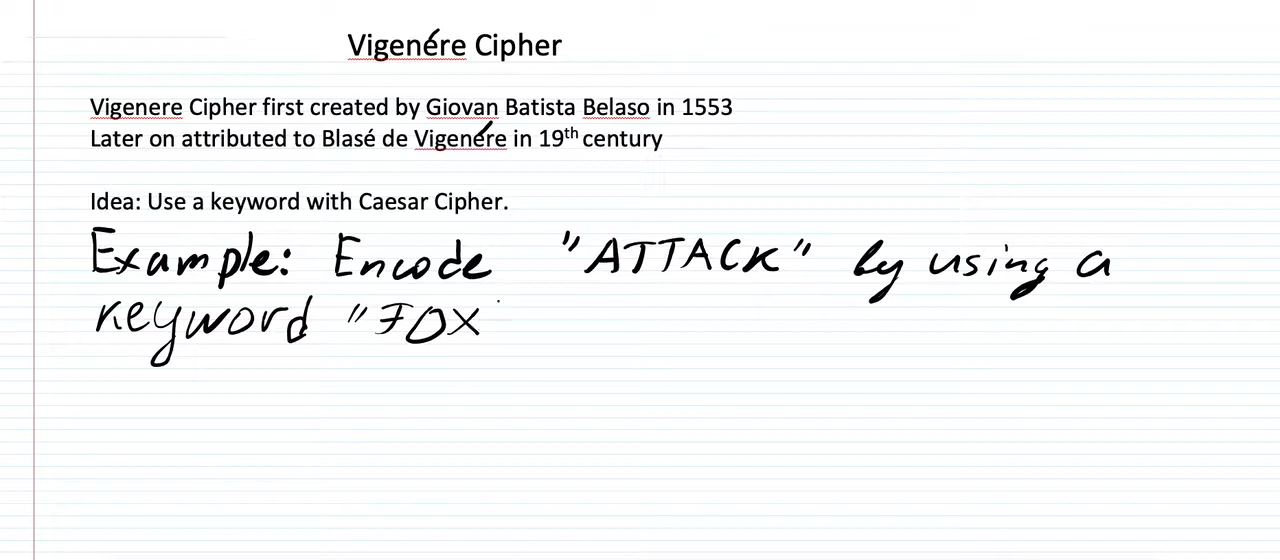 Vigenére Cipher
Vigenere Cipher first created by Giovan Batista Belaso in 1553
Later on attributed to Blasé de Vigenére in 19th century
Idea: Use a keyword with Caesar Cipher.
Example: Encode "ATTACK" by using a
keyword "FOX